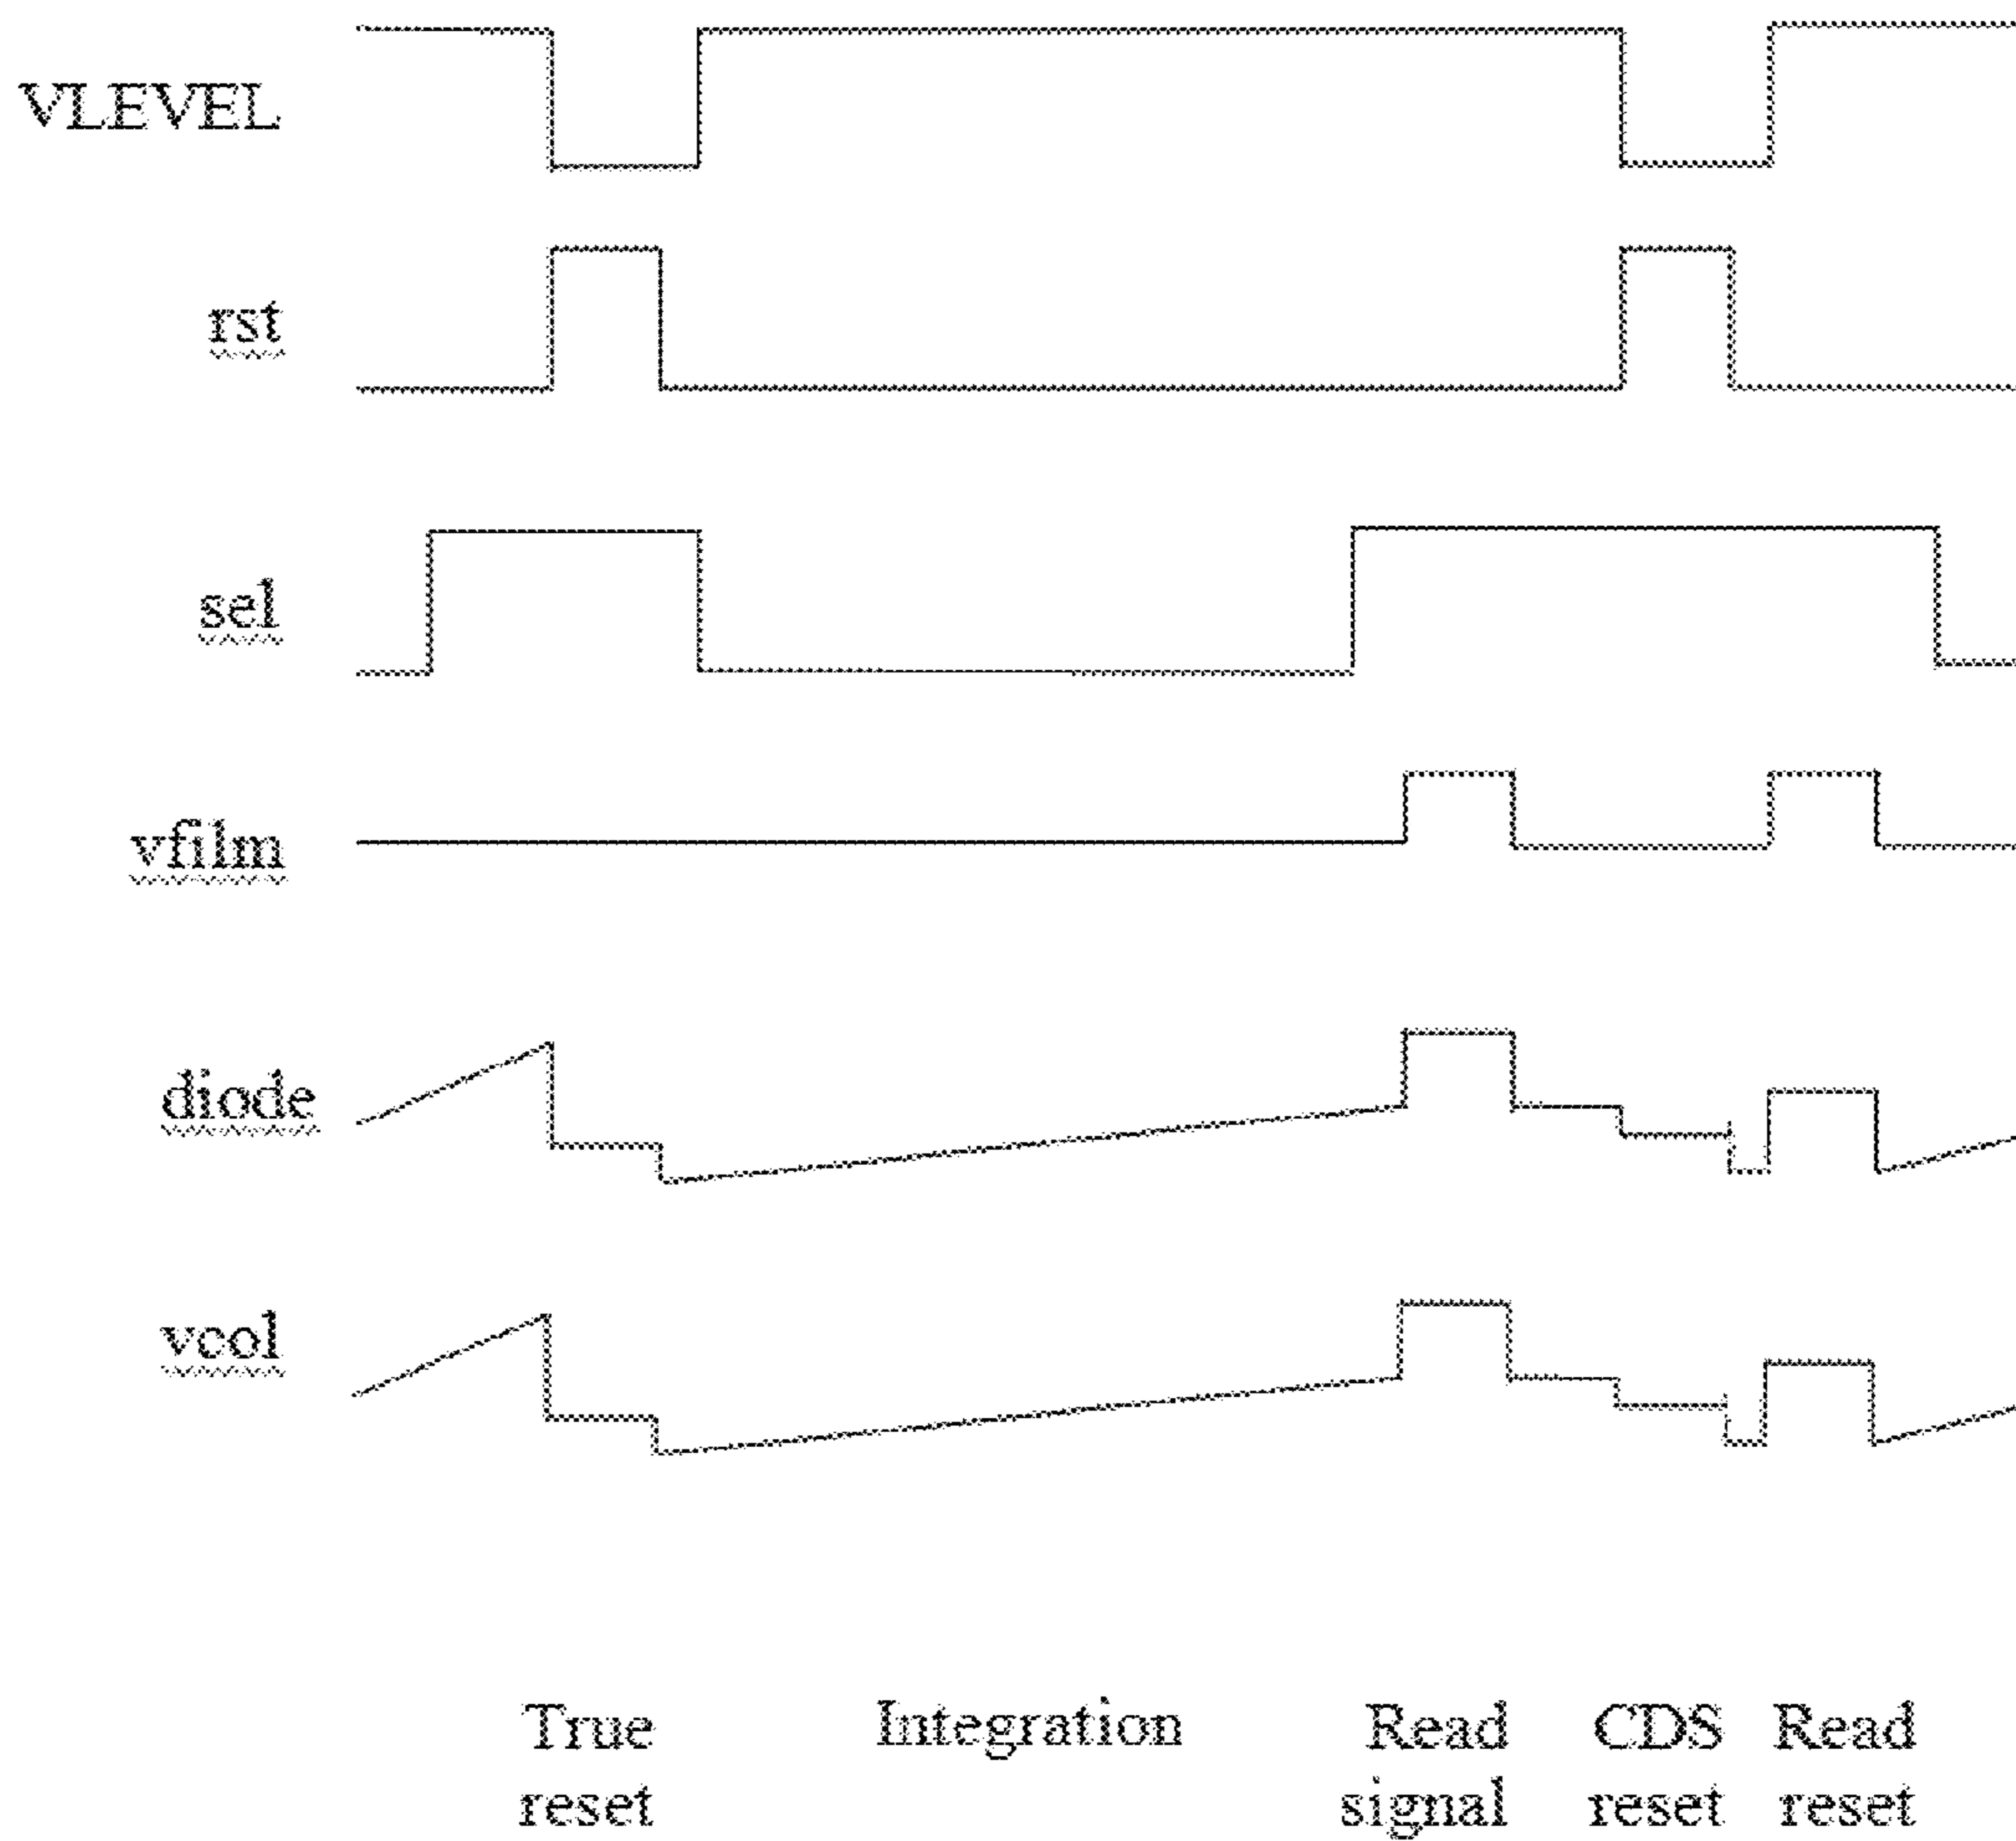 VLEVEL
rst
sel
vfilm
diode
vcol
True
reset
Integration
Read
signal
CDS
reset
Read
reset